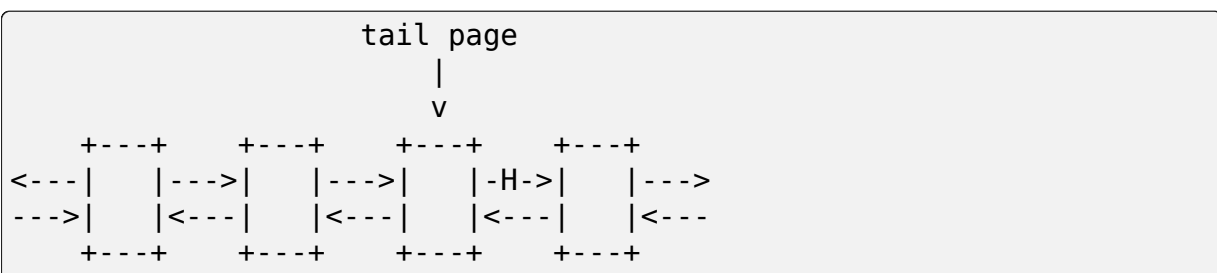 tail page
                          |
                          v
     +---+     +---+     +---+     +---+
<---|   |--->|   |--->|   |-H->|   |--->
--->|   |<---|   |<---|   |<---|   |<---
     +---+     +---+     +---+     +---+